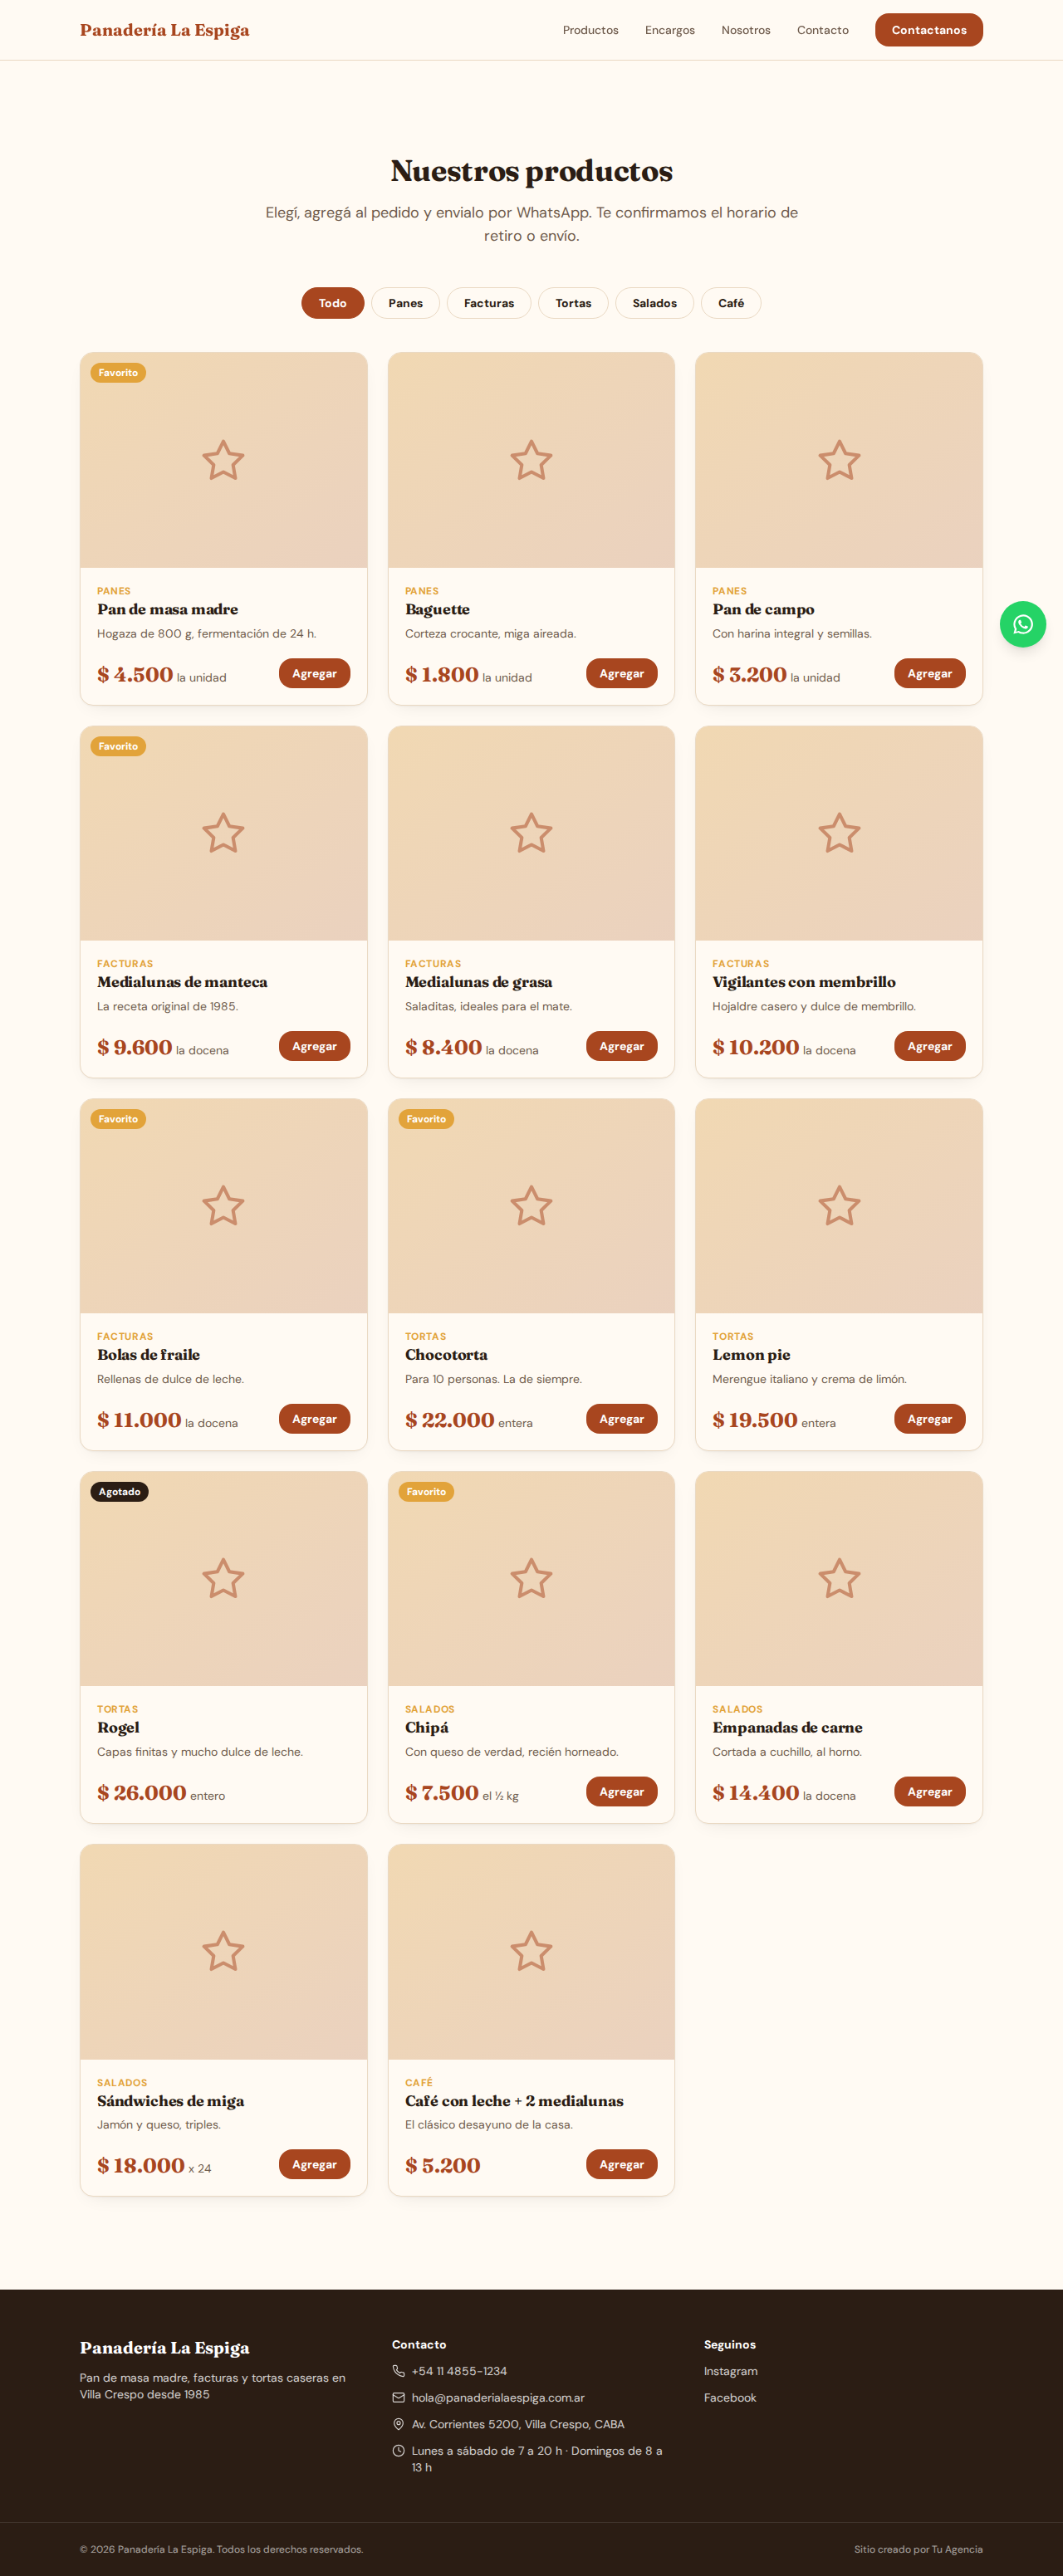 Panadería La Espiga
Productos
Encargos
Nosotros
Contacto
Contactanos
Nuestros productos
Elegí, agregá al pedido y envialo por WhatsApp. Te confirmamos el horario de
retiro o envío.
Todo
Panes
Facturas
Tortas
Salados
Café
Favorito
PANES
Pan de masa madre
Hogaza de 800 g, fermentación de 24 h.
$ 4.500 la unidad
Agregar
PANES
Baguette
Corteza crocante, miga aireada.
$ 1.800 la unidad
Agregar
PANES
Pan de campo
Con harina integral y semillas.
$ 3.200 la unidad
Agregar
Favorito
FACTURAS
Medialunas de manteca
La receta original de 1985.
$ 9.600 la docena
Agregar
FACTURAS
Medialunas de grasa
Saladitas, ideales para el mate.
$ 8.400 la docena
Agregar
FACTURAS
Vigilantes con membrillo
Hojaldre casero y dulce de membrillo.
$ 10.200 la docena
Agregar
Favorito
FACTURAS
Bolas de fraile
Rellenas de dulce de leche.
$ 11.000 la docena
Agregar
Favorito
TORTAS
Chocotorta
Para 10 personas. La de siempre.
$ 22.000 entera
Agregar
TORTAS
Lemon pie
Merengue italiano y crema de limón.
$ 19.500 entera
Agregar
Agotado
TORTAS
Rogel
Capas finitas y mucho dulce de leche.
$ 26.000 entero
Favorito
SALADOS
Chipá
Con queso de verdad, recién horneado.
$ 7.500 el ½ kg
Agregar
SALADOS
Empanadas de carne
Cortada a cuchillo, al horno.
$ 14.400 la docena
Agregar
SALADOS
Sándwiches de miga
Jamón y queso, triples.
$ 18.000 x 24
Agregar
CAFÉ
Café con leche + 2 medialunas
El clásico desayuno de la casa.
$ 5.200
Agregar
Panadería La Espiga
Pan de masa madre, facturas y tortas caseras en
Villa Crespo desde 1985
Contacto
+54 11 4855-1234
hola@panaderialaespiga.com.ar
Av. Corrientes 5200, Villa Crespo, CABA
Lunes a sábado de 7 a 20 h · Domingos de 8 a
13 h
Seguinos
Instagram
Facebook
© 2026 Panadería La Espiga. Todos los derechos reservados.
Sitio creado por Tu Agencia